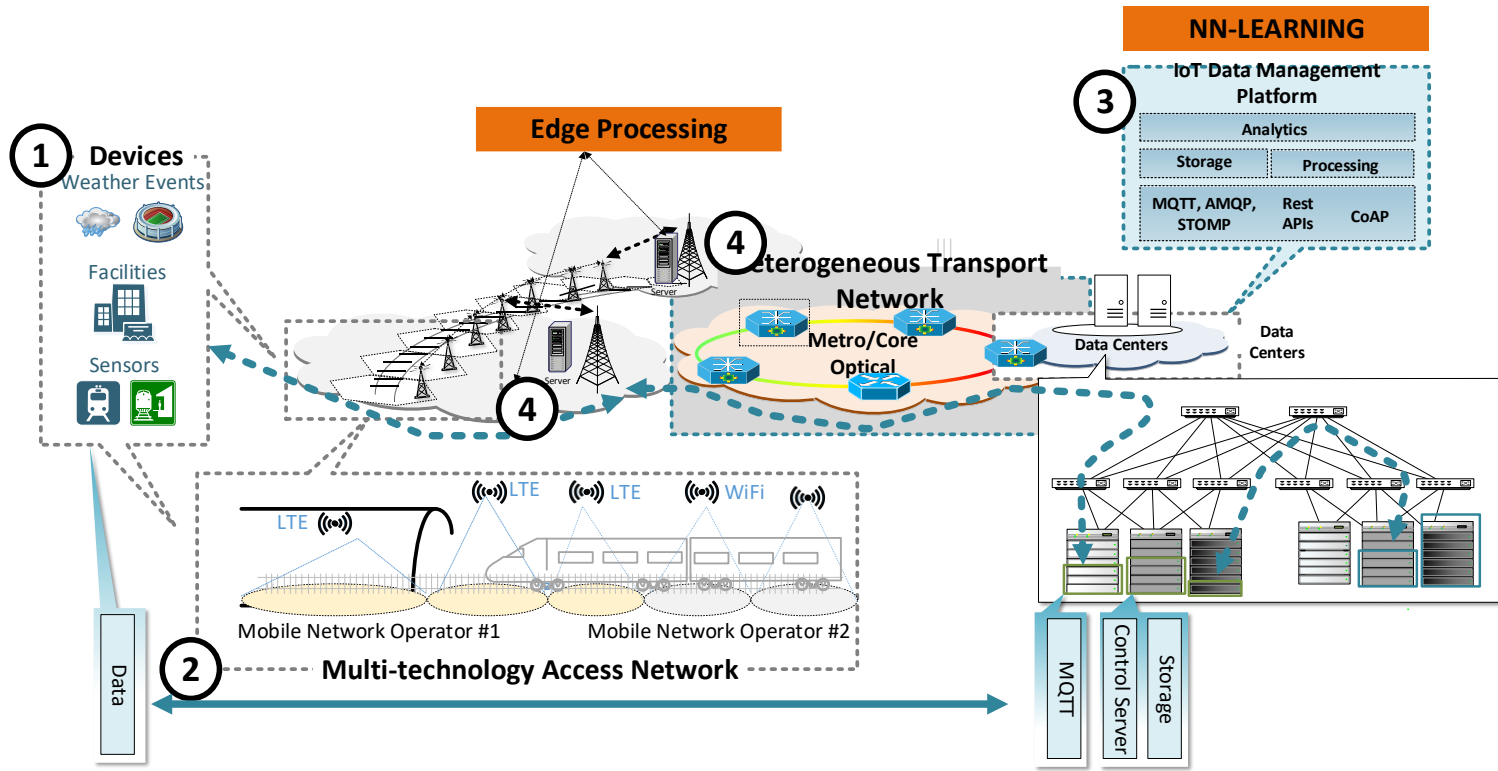 NN-LEARNING
IoT Data Management
Platform
3
Analytics
Storage
Processing
MQTT, AMQP,
STOMP
Rest
APIs
CoAP
Edge Processing
1
Devices
Weather Events
Facilities
Sensors
Server
4
eterogeneous Transport
Network
Metro/Core
Optical
Data Centers
Data
Centers
Server
4
LTE
LTE
LTE
WiFi
Mobile Network Operator #1
Mobile Network Operator #2
2
Multi-technology Access Network
Data
MQTT
Control Server
Storage